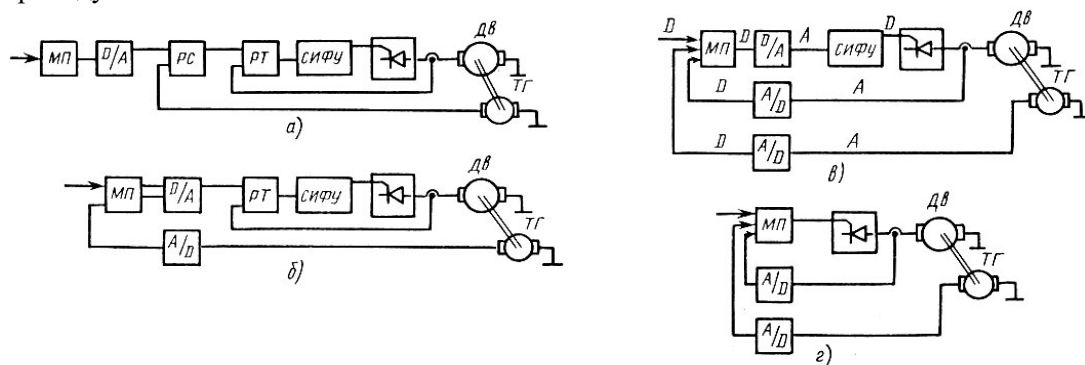 МП D/A РС РТ СИФУ ДВ ТГ
а)
МП D/A РТ СИФУ ДВ ТГ
A/D
б)
D МП D D/A A СИФУ D ДВ ТГ
D A/D A
D A/D A
в)
МП ДВ ТГ
A/D
A/D
г)